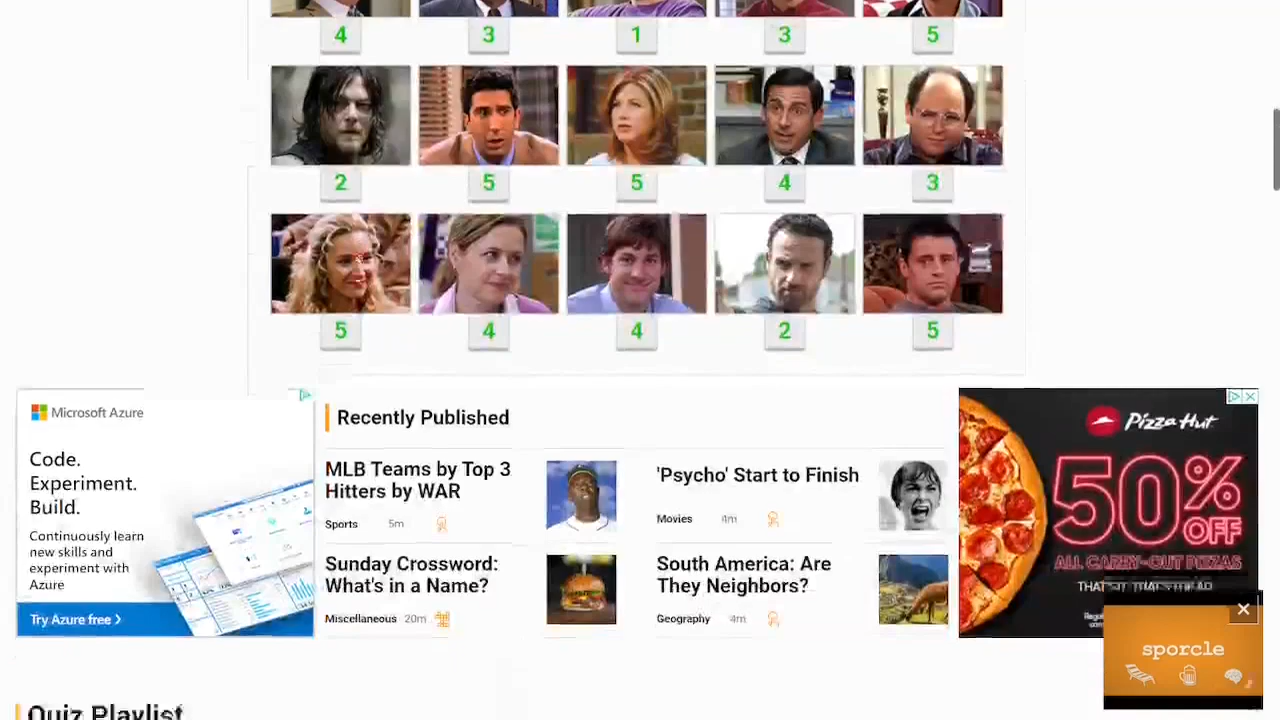 4 3 1 3 5
2 5 5 4 3
5 4 4 2 5
Microsoft Azure
Code.
Experiment.
Build.
Continuously learn
new skills and
experiment with
Azure
Try Azure free
Recently Published
MLB Teams by Top 3
Hitters by WAR
Sports 5m
'Psycho' Start to Finish
Movies 4m
Sunday Crossword:
What's in a Name?
Miscellaneous 20m
South America: Are
They Neighbors?
Geography 4m
Pizza Hut
50% OFF
ALL CARRY-OUT PIZZAS
sporcle
Quiz Playlist